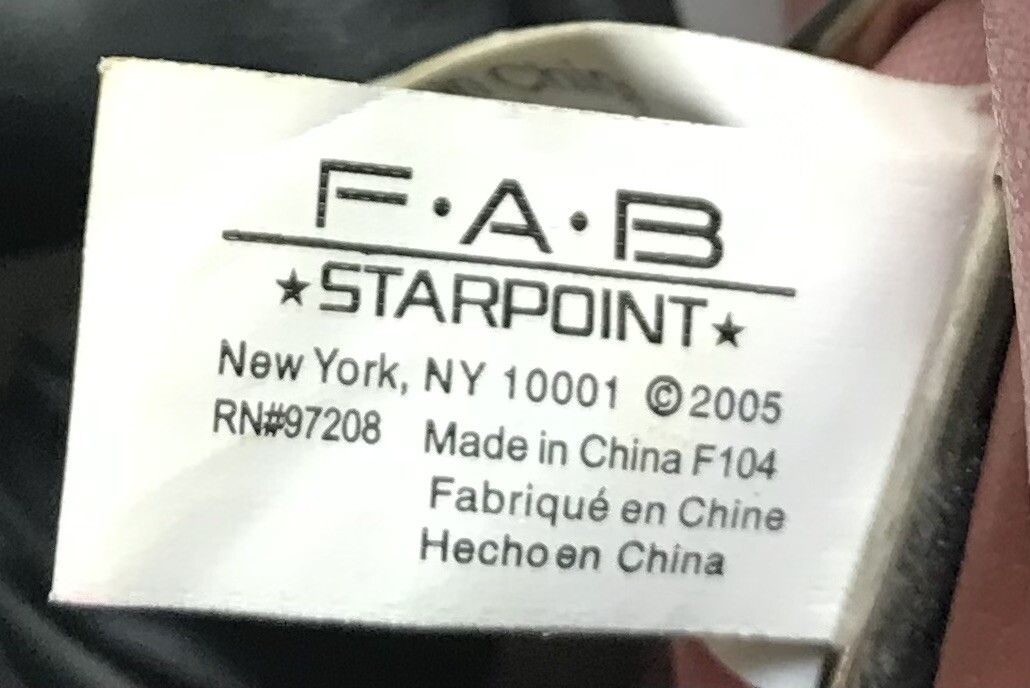 F·A·B
★STARPOINT★
New York, NY 10001 ©2005
RN#97208 Made in China F104
Fabriqué en Chine
Hecho en China